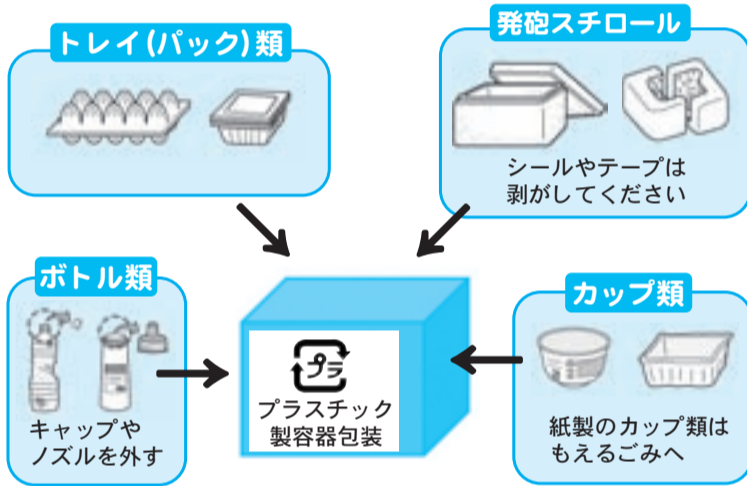 トレイ(パック)類
発砲スチロール
シールやテープは
剥がしてください
ボトル類
キャップや
ノズルを外す
プラ
プラスチック
製容器包装
カップ類
紙製のカップ類は
もえるごみへ